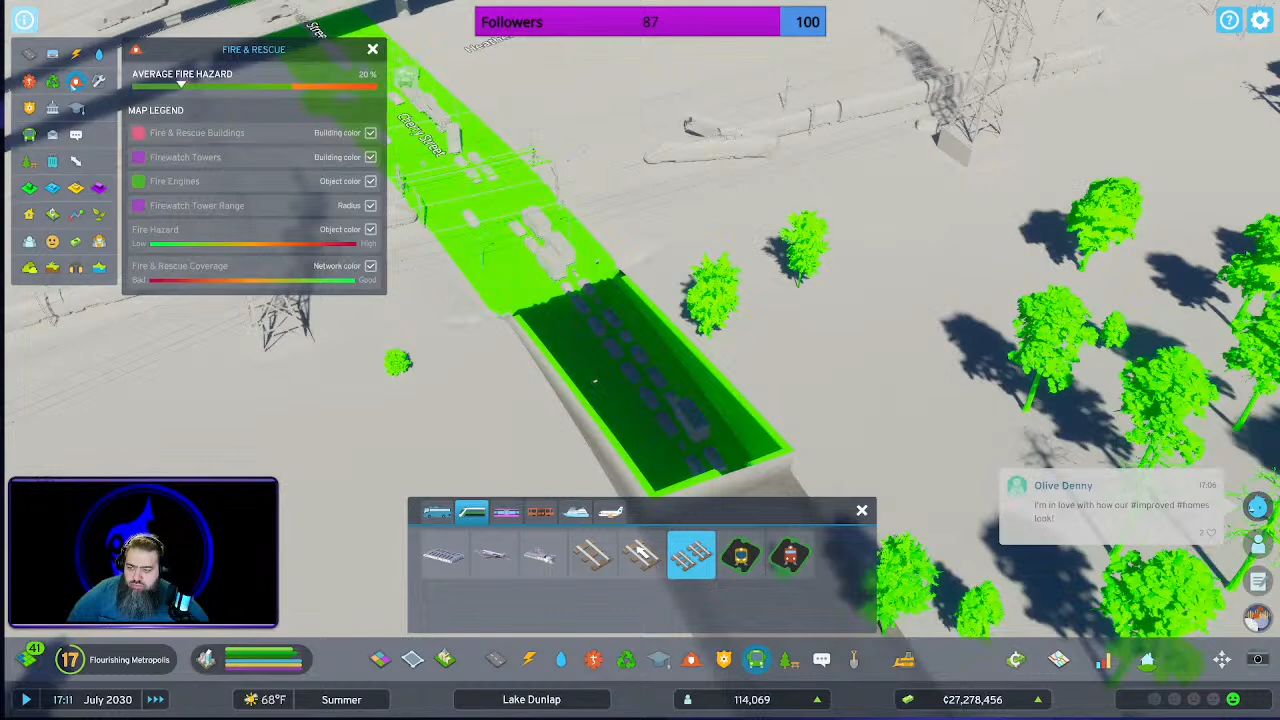 Followers 87 100
FIRE & RESCUE
AVERAGE FIRE HAZARD 20 %
MAP LEGEND
Fire & Rescue Buildings Building color
Firewatch Towers Building color
Fire Engines Object color
Firewatch Tower Range Radius
Fire Hazard Object color
Low High
Fire & Rescue Coverage Network color
Bad Good
Cherry Street
Olive Denny 17:06
I'm in love with how our #improved #homes
look!
2
41
17 Flourishing Metropolis
17:11 July 2030
68°F Summer
Lake Dunlap
114,069
¢27,278,456